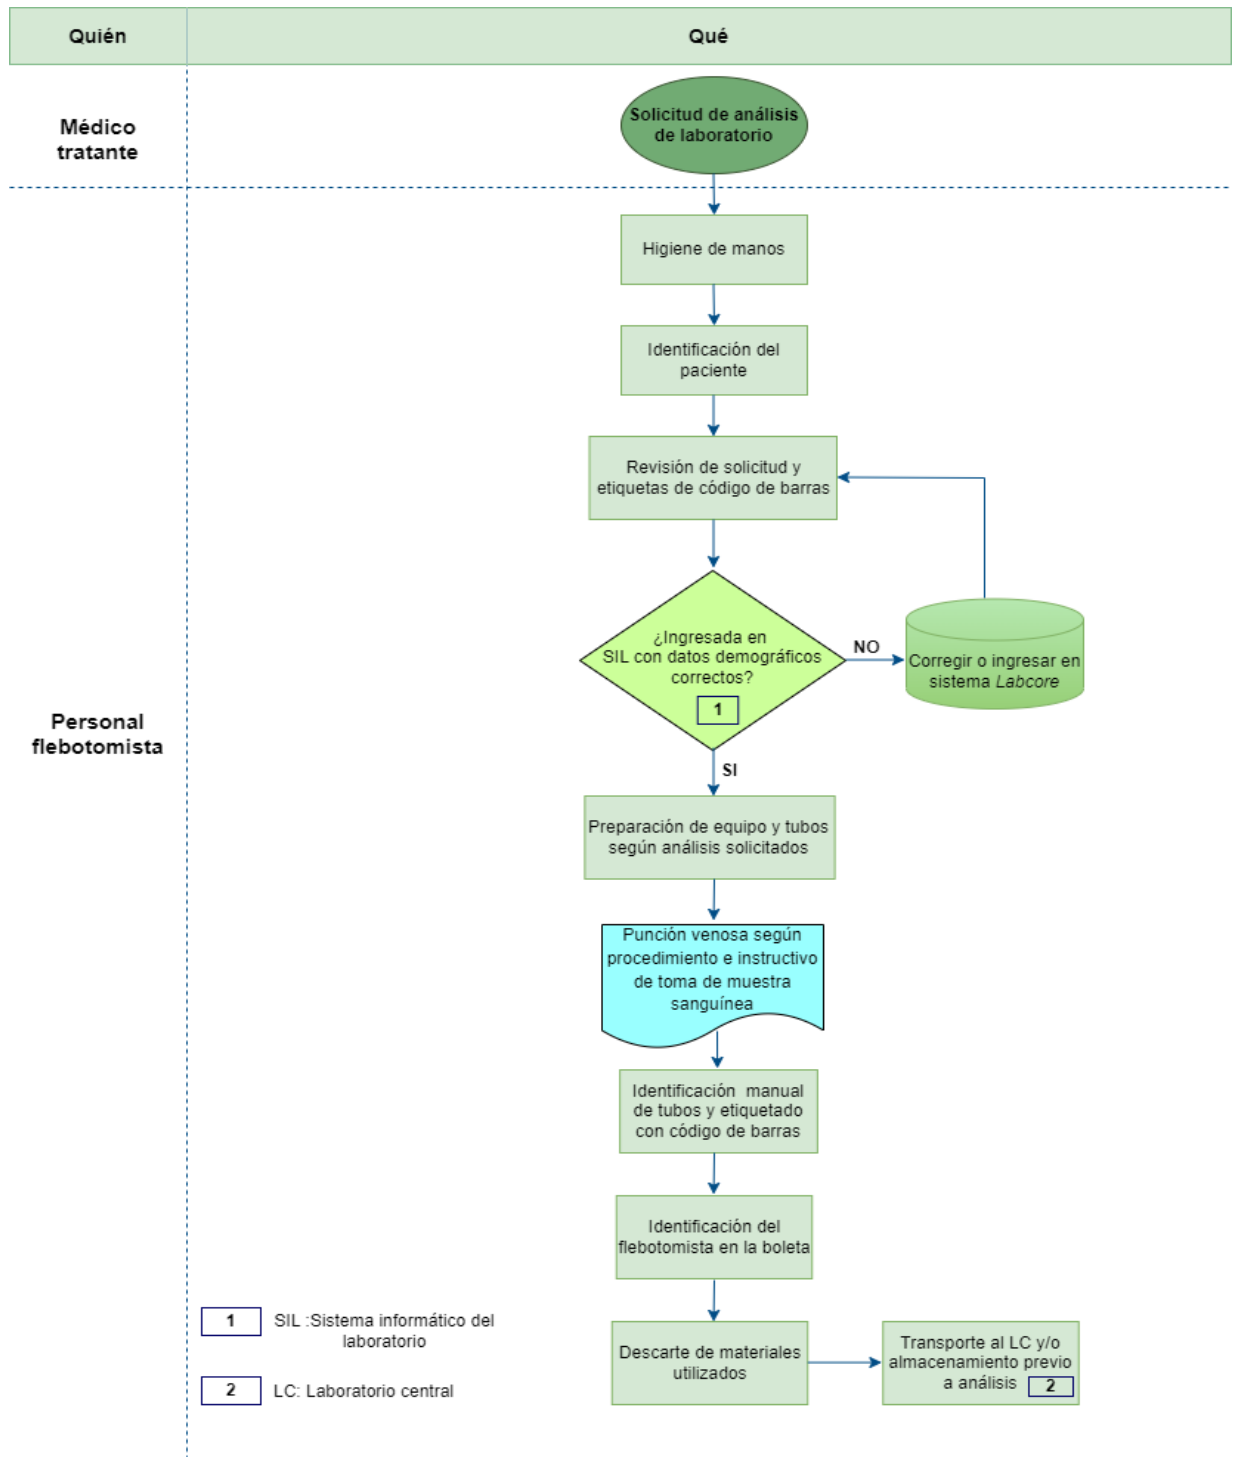 Quién
Qué
Médico
tratante
Solicitud de análisis
de laboratorio
Higiene de manos
Identificación del
paciente
Revisión de solicitud y
etiquetas de código de barras
¿Ingresada en
SIL con datos demográficos
correctos?
1
NO
Corregir o ingresar en
sistema Labcore
Personal
flebotomista
SI
Preparación de equipo y tubos
según análisis solicitados
Punción venosa según
procedimiento e instructivo
de toma de muestra
sanguínea
Identificación manual
de tubos y etiquetado
con código de barras
Identificación del
flebotomista en la boleta
Descarte de materiales
utilizados
Transporte al LC y/o
almacenamiento previo
a análisis
2
1
SIL :Sistema informático del
laboratorio
2
LC: Laboratorio central